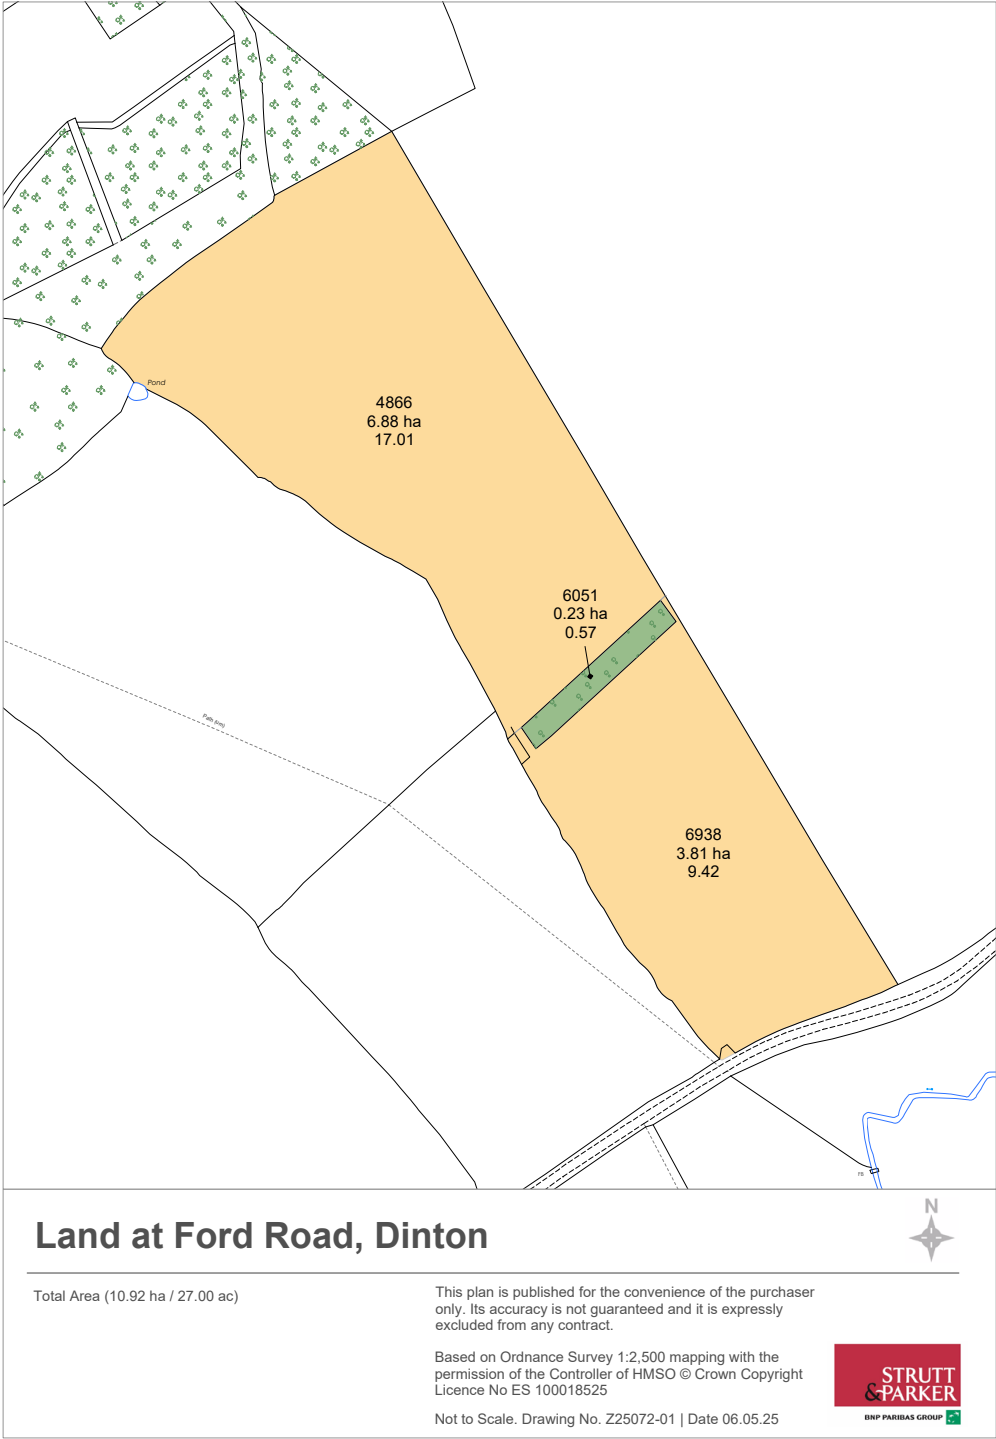 Pond
4866
6.88 ha
17.01
6051
0.23 ha
0.57
Path (um)
6938
3.81 ha
9.42
FB
Land at Ford Road, Dinton
N
Total Area (10.92 ha / 27.00 ac)
This plan is published for the convenience of the purchaser
only. Its accuracy is not guaranteed and it is expressly
excluded from any contract.
Based on Ordnance Survey 1:2,500 mapping with the
permission of the Controller of HMSO © Crown Copyright
Licence No ES 100018525
Not to Scale. Drawing No. Z25072-01 | Date 06.05.25
STRUTT
&PARKER
BNP PARIBAS GROUP